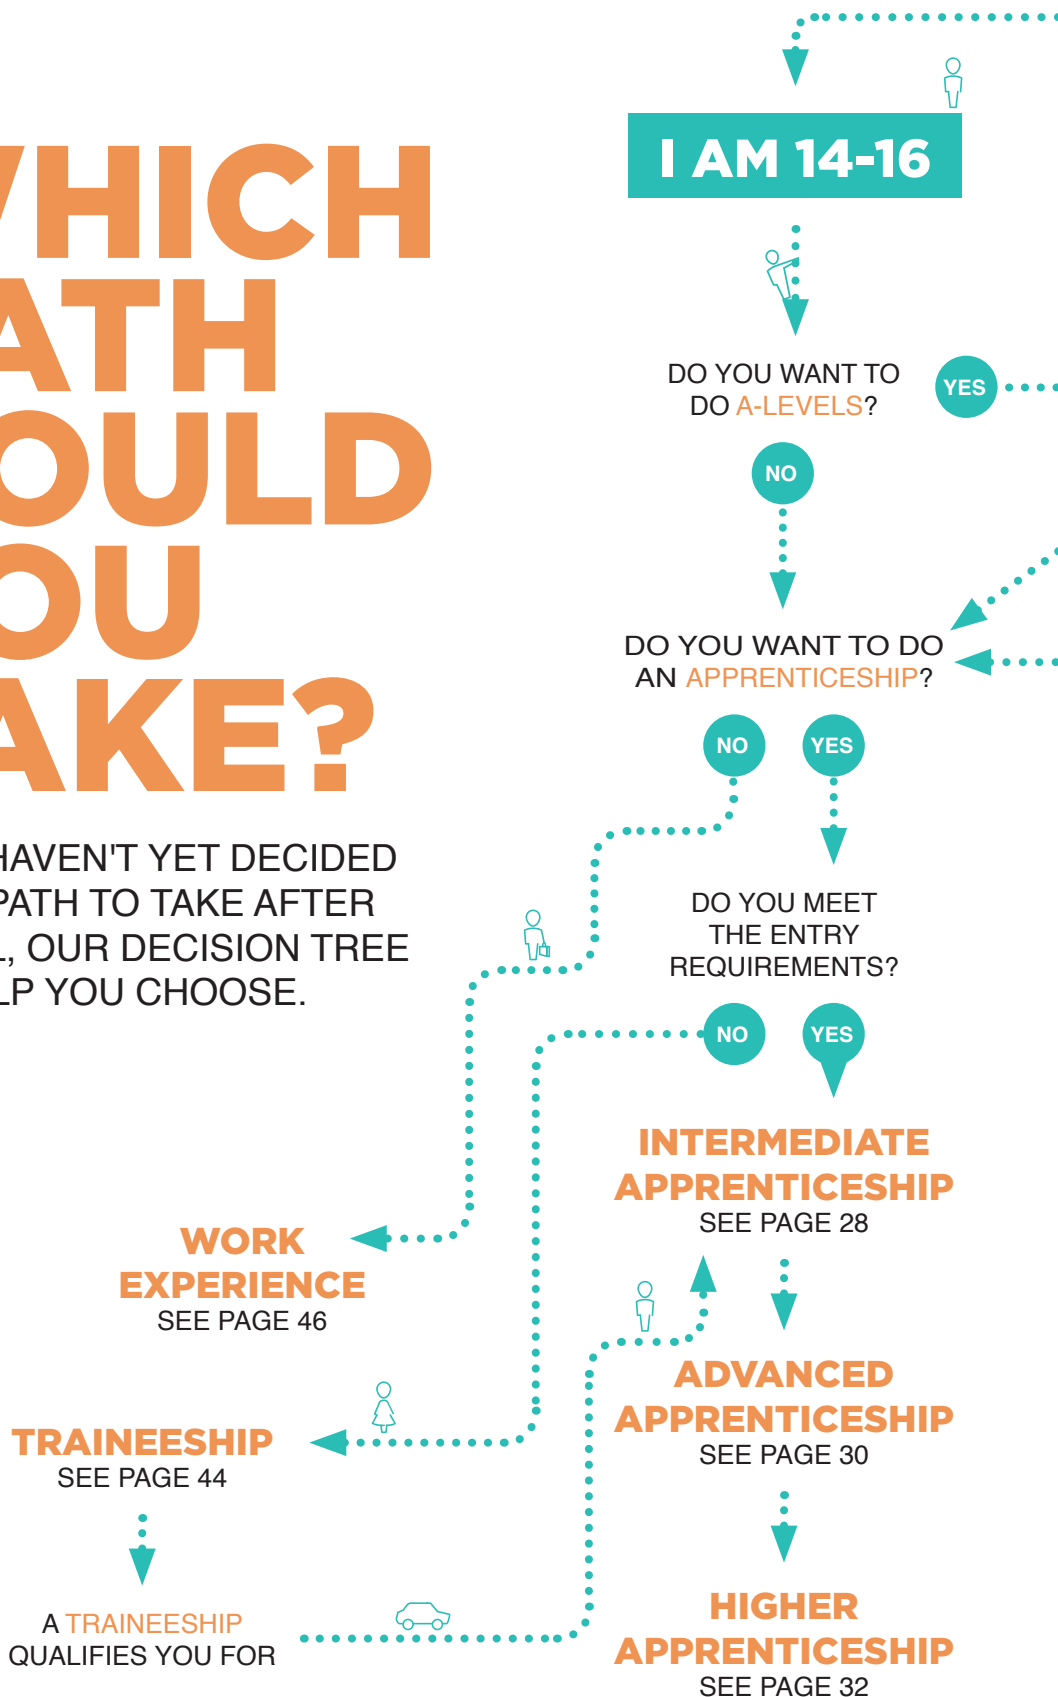 HICH
ATH
OULD
OU
AKE?
HAVEN'T YET DECIDED
PATH TO TAKE AFTER
L, OUR DECISION TREE
LP YOU CHOOSE.
I AM 14-16
DO YOU WANT TO
DO A-LEVELS?
YES
NO
DO YOU WANT TO DO
AN APPRENTICESHIP?
NO YES
DO YOU MEET
THE ENTRY
REQUIREMENTS?
NO YES
INTERMEDIATE
APPRENTICESHIP
SEE PAGE 28
WORK
EXPERIENCE
SEE PAGE 46
ADVANCED
APPRENTICESHIP
SEE PAGE 30
TRAINEESHIP
SEE PAGE 44
A TRAINEESHIP
QUALIFIES YOU FOR
HIGHER
APPRENTICESHIP
SEE PAGE 32